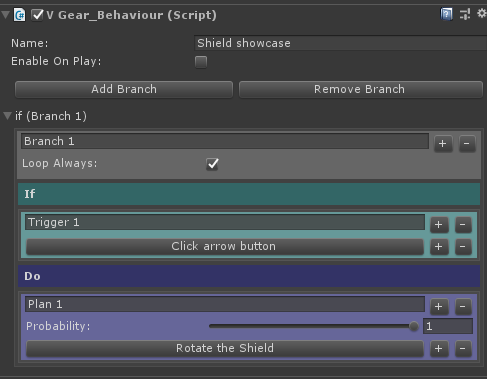 V Gear_Behaviour (Script)
Name: Shield showcase
Enable On Play:
Add Branch Remove Branch
if (Branch 1)
Branch 1 + -
Loop Always:
If
Trigger 1 + -
Click arrow button + -
Do
Plan 1 + -
Probability: 1
Rotate the Shield + -